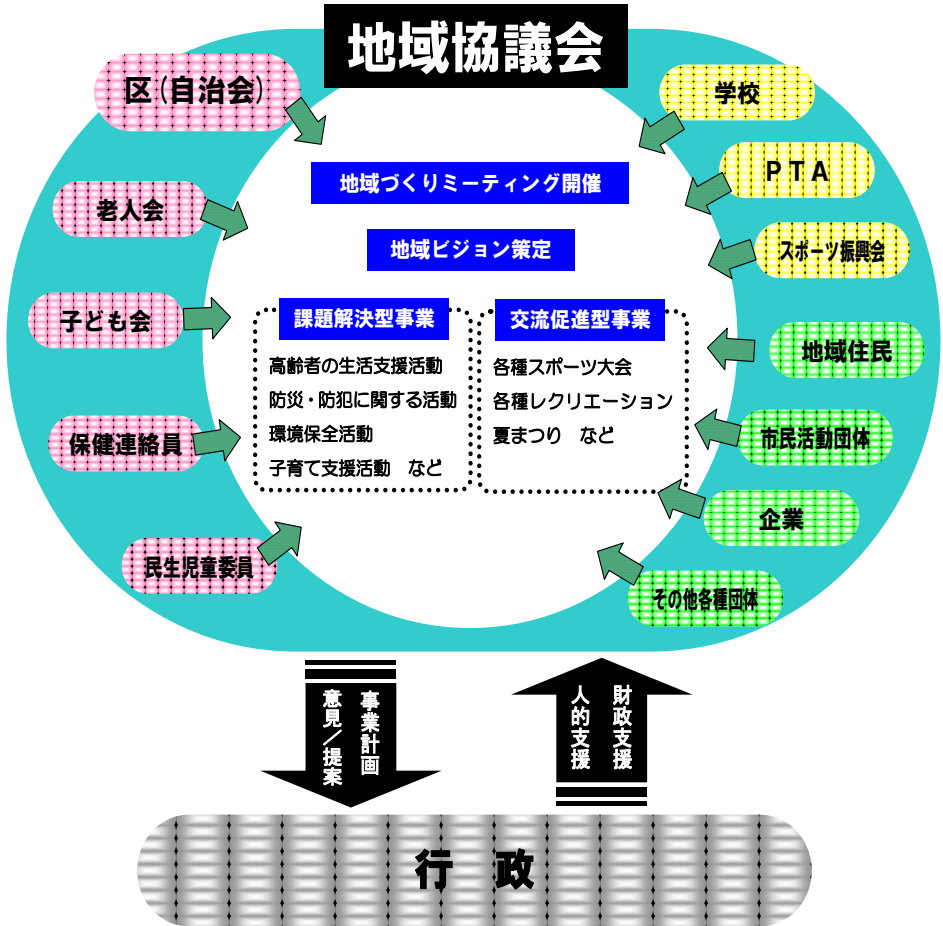 地域協議会
区(自治会)
老人会
子ども会
保健連絡員
民生児童委員
学校
PTA
スポーツ振興会
地域住民
市民活動団体
企業
その他各種団体
地域づくりミーティング開催
地域ビジョン策定
課題解決型事業
高齢者の生活支援活動
防災・防犯に関する活動
環境保全活動
子育て支援活動　など
交流促進型事業
各種スポーツ大会
各種レクリエーション
夏まつり　など
事業計画
意見/提案
財政支援
人的支援
行　政